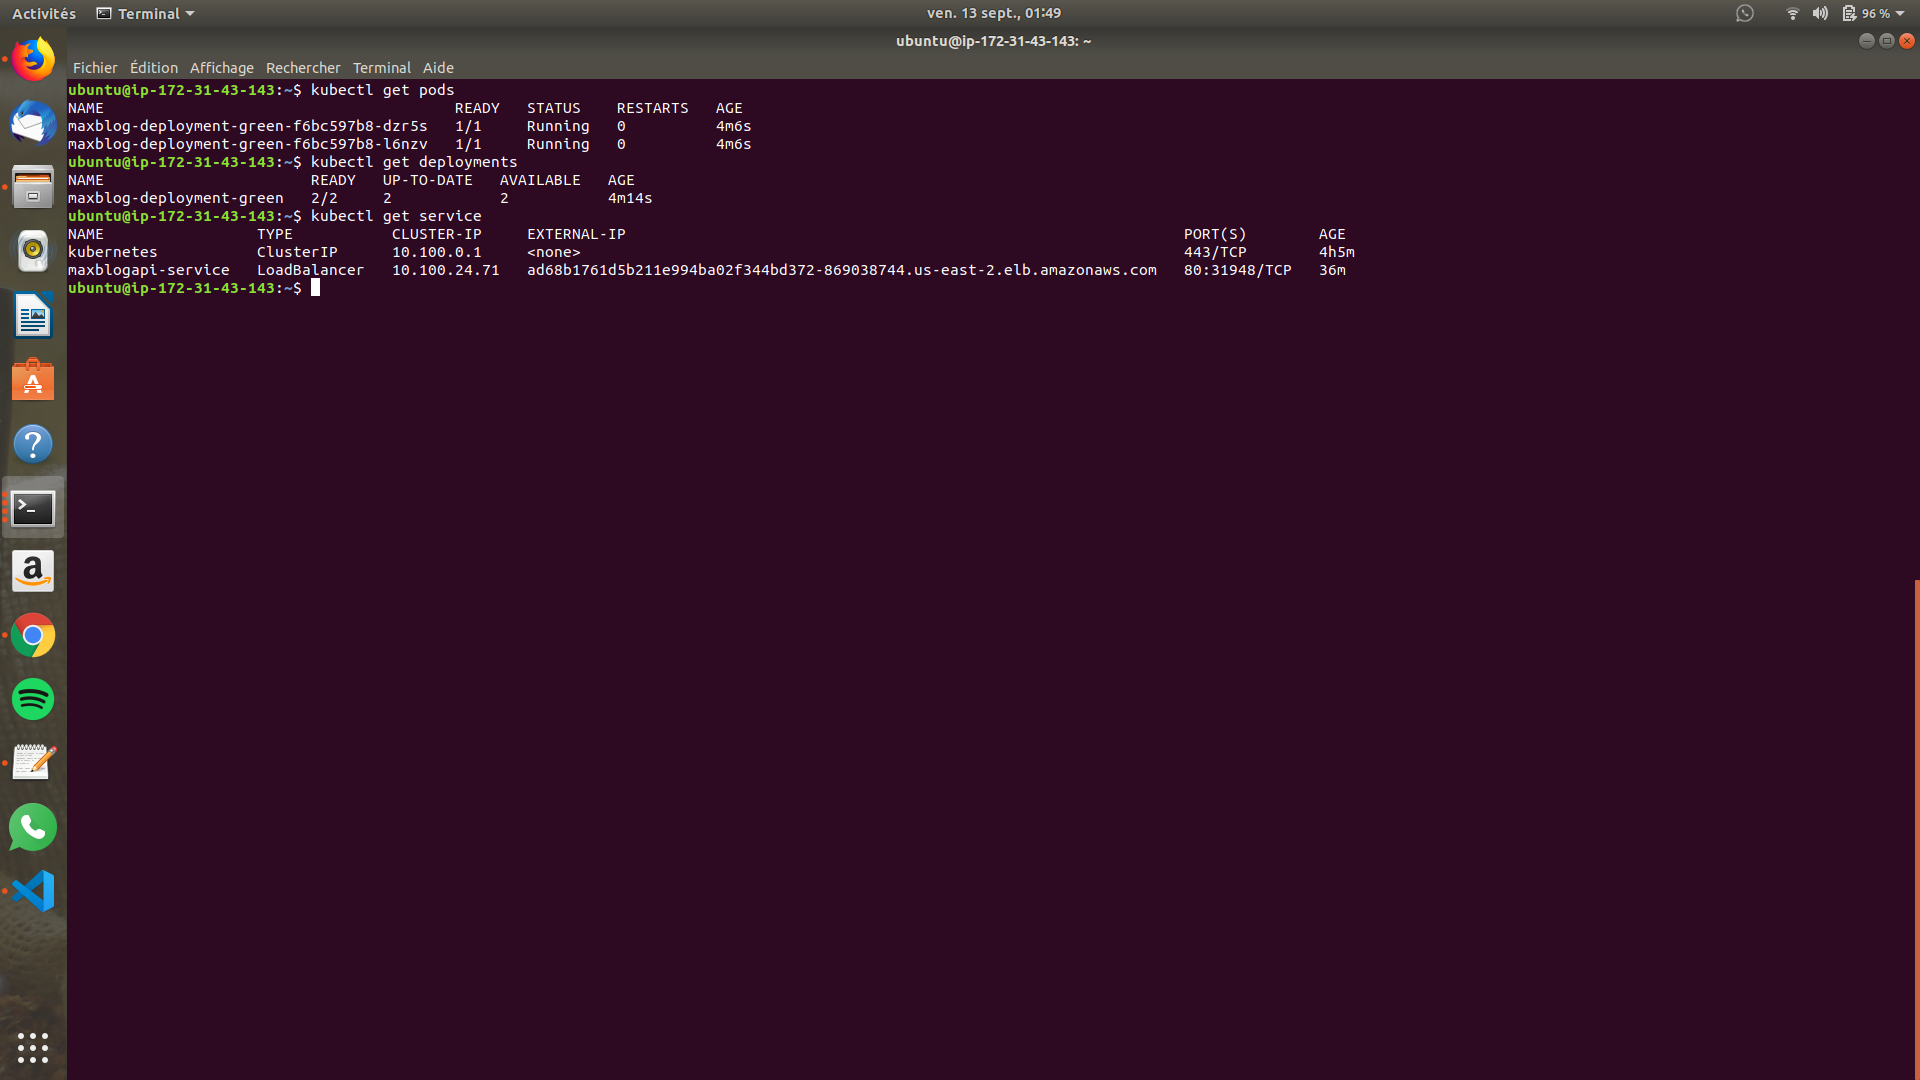 Activités Terminal ven. 13 sept., 01:49 96 %
ubuntu@ip-172-31-43-143: ~
Fichier Édition Affichage Rechercher Terminal Aide
ubuntu@ip-172-31-43-143:~$ kubectl get pods
NAME READY STATUS RESTARTS AGE
maxblog-deployment-green-f6bc597b8-dzr5s 1/1 Running 0 4m6s
maxblog-deployment-green-f6bc597b8-l6nzv 1/1 Running 0 4m6s
ubuntu@ip-172-31-43-143:~$ kubectl get deployments
NAME READY UP-TO-DATE AVAILABLE AGE
maxblog-deployment-green 2/2 2 2 4m14s
ubuntu@ip-172-31-43-143:~$ kubectl get service
NAME TYPE CLUSTER-IP EXTERNAL-IP PORT(S) AGE
kubernetes ClusterIP 10.100.0.1 <none> 443/TCP 4h5m
maxblogapi-service LoadBalancer 10.100.24.71 ad68b1761d5b211e994ba02f344bd372-869038744.us-east-2.elb.amazonaws.com 80:31948/TCP 36m
ubuntu@ip-172-31-43-143:~$